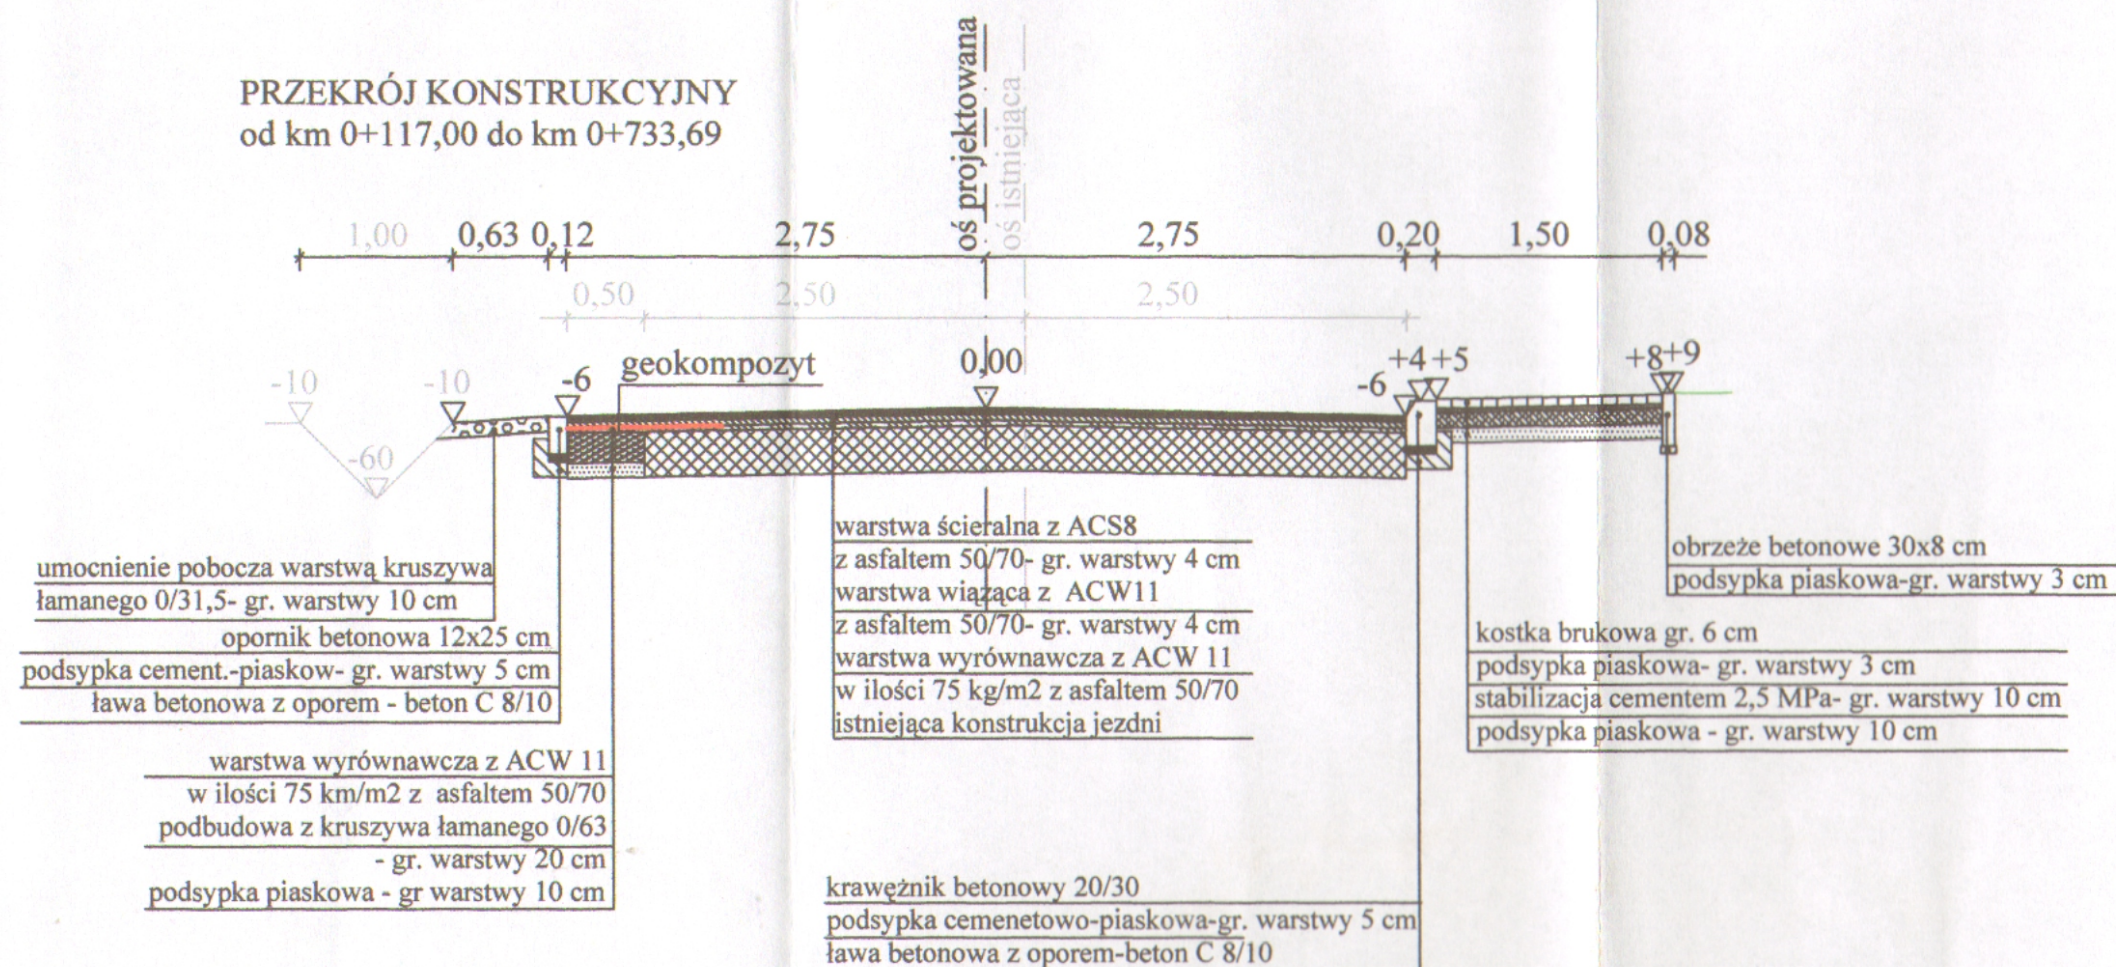 PRZEKRÓJ KONSTRUKCYJNY
od km 0+117,00 do km 0+733,69
oś projektowana
oś istniejąca
1,00 0,63 0,12 2,75 2,75 0,20 1,50 0,08
0,50 2,50 2,50
-10 -10 -6 geokompozyt 0,00 -6 +4 +5 +8 +9
-60
umocnienie pobocza warstwą kruszywa
łamanego 0/31,5- gr. warstwy 10 cm
opornik betonowa 12x25 cm
podsypka cement.-piaskow- gr. warstwy 5 cm
ława betonowa z oporem - beton C 8/10
warstwa wyrównawcza z ACW 11
w ilości 75 km/m2 z asfaltem 50/70
podbudowa z kruszywa łamanego 0/63
- gr. warstwy 20 cm
podsypka piaskowa - gr warstwy 10 cm
warstwa ścieralna z ACS8
z asfaltem 50/70- gr. warstwy 4 cm
warstwa wiążąca z ACW11
z asfaltem 50/70- gr. warstwy 4 cm
warstwa wyrównawcza z ACW 11
w ilości 75 kg/m2 z asfaltem 50/70
istniejąca konstrukcja jezdni
krawężnik betonowy 20/30
podsypka cemenetowo-piaskowa-gr. warstwy 5 cm
ława betonowa z oporem-beton C 8/10
obrzeże betonowe 30x8 cm
podsypka piaskowa-gr. warstwy 3 cm
kostka brukowa gr. 6 cm
podsypka piaskowa- gr. warstwy 3 cm
stabilizacja cementem 2,5 MPa- gr. warstwy 10 cm
podsypka piaskowa - gr. warstwy 10 cm